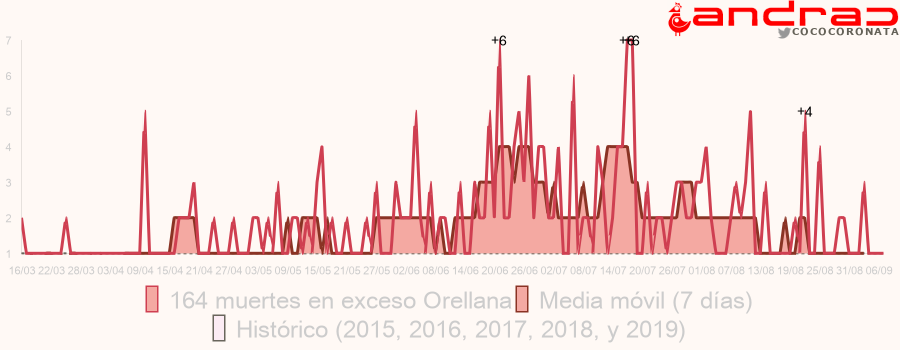 andrac
COCOCORONATA
+6
+6
+6
+4
7
6
5
4
3
2
1
16/03 22/03 28/03 03/04 09/04 15/04 21/04 27/04 03/05 09/05 15/05 21/05 27/05 02/06 08/06 14/06 20/06 26/06 02/07 08/07 14/07 20/07 26/07 01/08 07/08 13/08 19/08 25/08 31/08 06/09
164 muertes en exceso Orellana Media móvil (7 días)
Histórico (2015, 2016, 2017, 2018, y 2019)